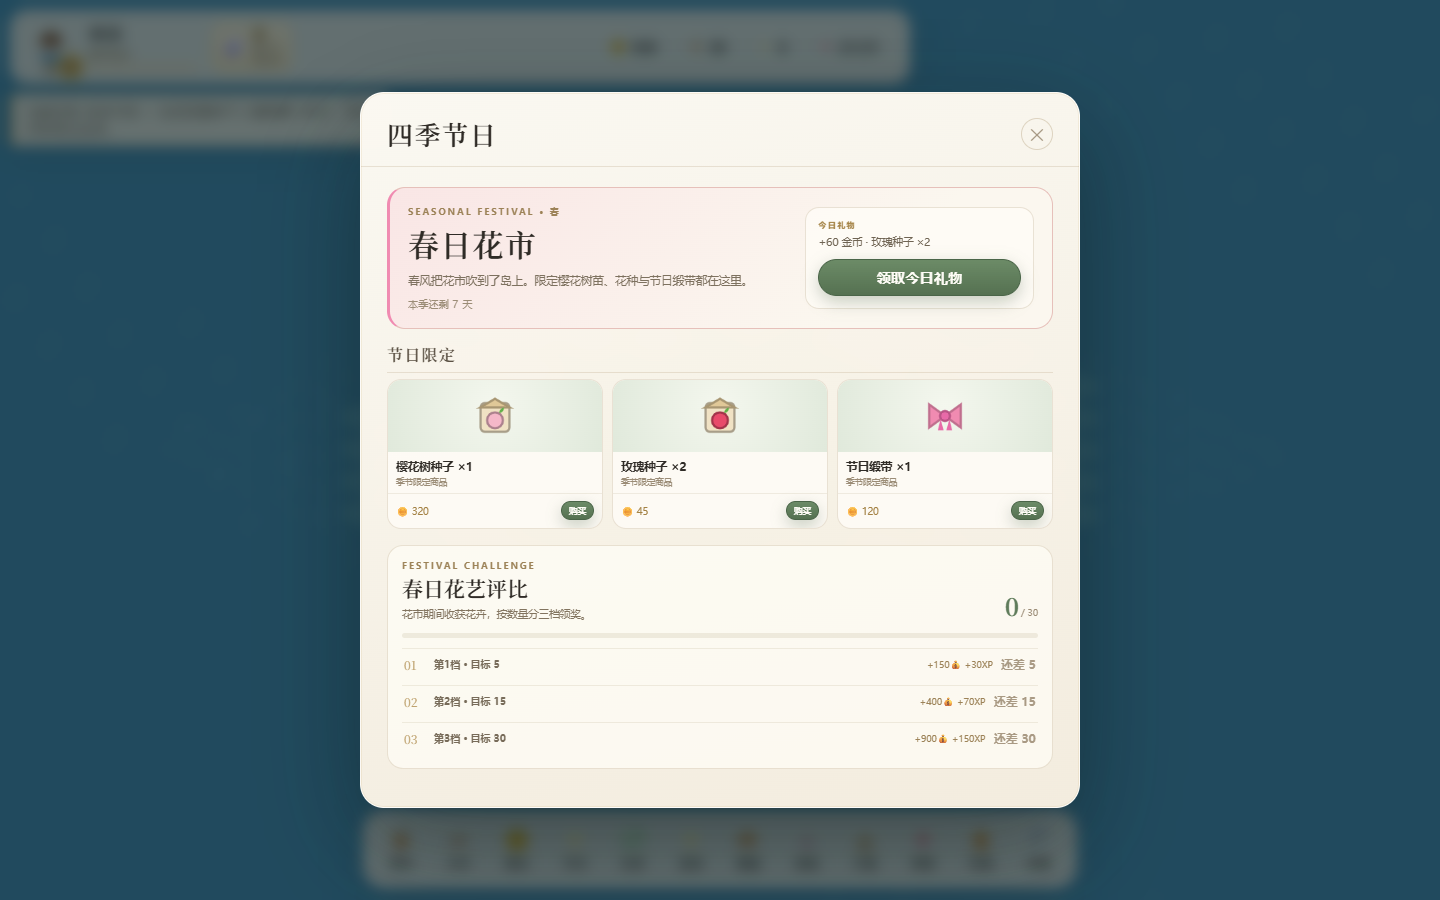 四季节日
SEASONAL FESTIVAL • 春
春日花市
春风把花市吹到了岛上。限定樱花树苗、花种与节日缎带都在这里。
本季还剩 7 天
今日礼物
+60 金币 · 玫瑰种子 ×2
领取今日礼物
节日限定
樱花树种子 ×1
季节限定商品
320
购买
玫瑰种子 ×2
季节限定商品
45
购买
节日缎带 ×1
季节限定商品
120
购买
FESTIVAL CHALLENGE
春日花艺评比
花市期间收获花卉，按数量分三档领奖。
0 / 30
01 第1档 • 目标 5 +150💰 +30XP 还差 5
02 第2档 • 目标 15 +400💰 +70XP 还差 15
03 第3档 • 目标 30 +900💰 +150XP 还差 30